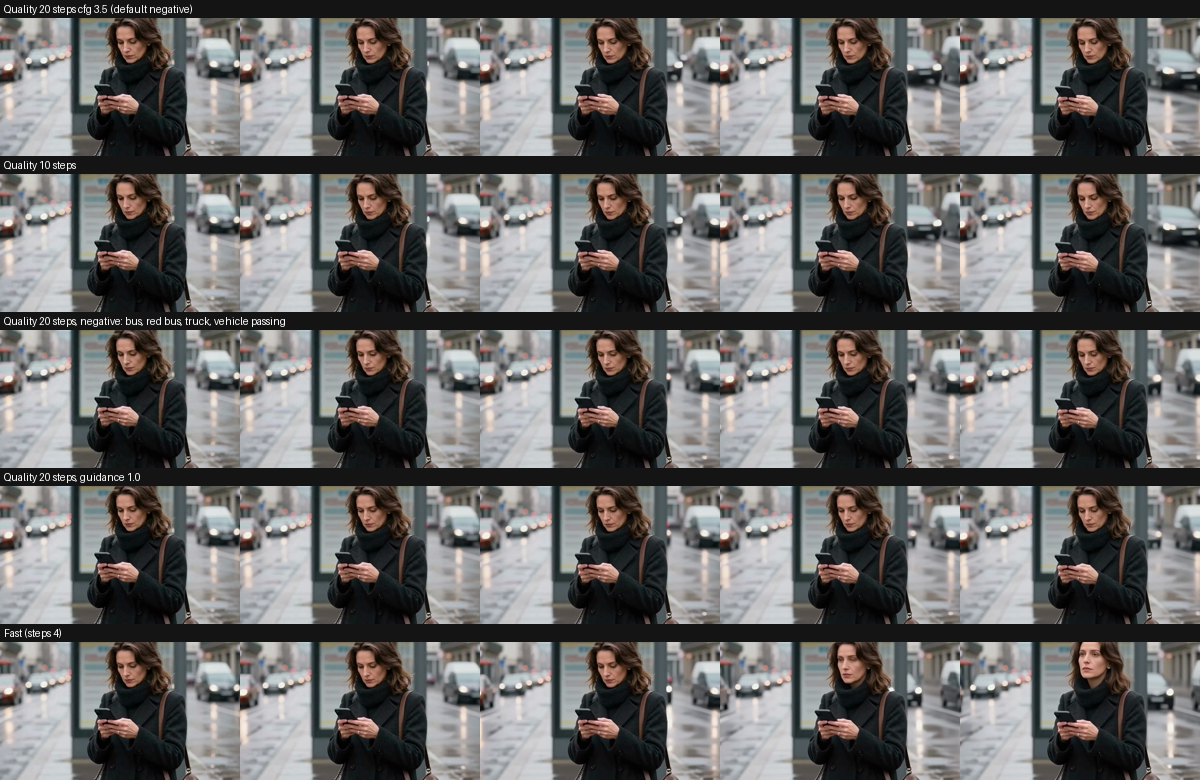 Quality 20 steps cfg 3.5 (default negative)
Quality 10 steps
Quality 20 steps, negative: bus, red bus, truck, vehicle passing
Quality 20 steps, guidance 1.0
Fast (steps 4)